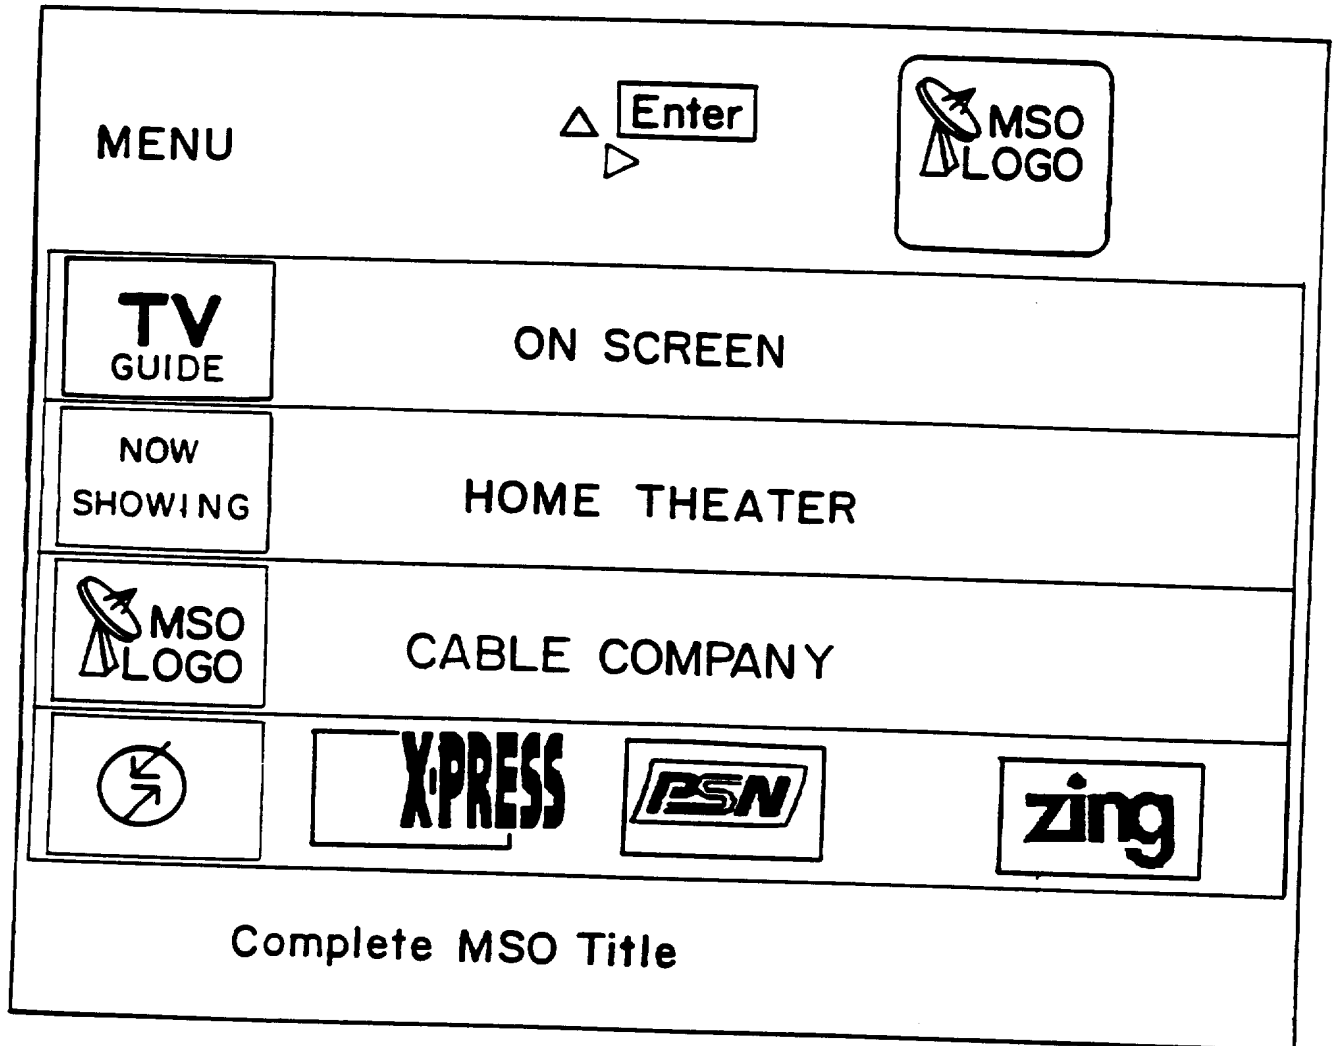 MENU
Enter
MSO
LOGO
TV
GUIDE
ON SCREEN
NOW
SHOWING
HOME THEATER
MSO
LOGO
CABLE COMPANY
X·PRESS
PSN
zing
Complete MSO Title